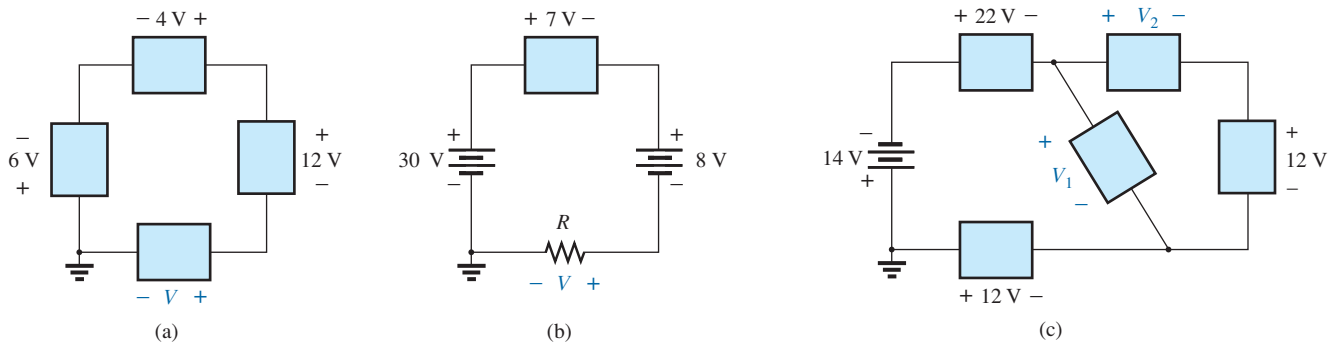 − 4 V +
−
6 V
+
+
12 V
−
− V +
(a)
+ 7 V −
+
30 V
−
+
8 V
−
R
− V +
(b)
+ 22 V −
+ V₂ −
−
14 V
+
+
V₁
−
+
12 V
−
+ 12 V −
(c)